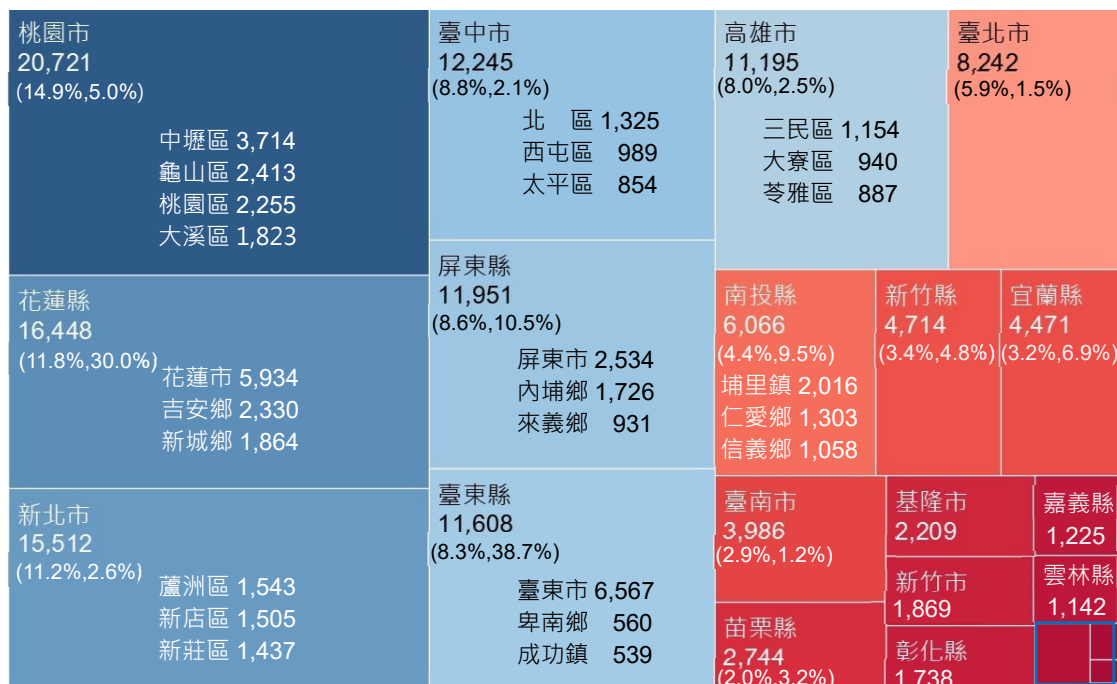 桃園市
20,721
(14.9%,5.0%)
中壢區 3,714
龜山區 2,413
桃園區 2,255
大溪區 1,823
花蓮縣
16,448
(11.8%,30.0%)
花蓮市 5,934
吉安鄉 2,330
新城鄉 1,864
新北市
15,512
(11.2%,2.6%)
蘆洲區 1,543
新店區 1,505
新莊區 1,437
臺中市
12,245
(8.8%,2.1%)
北　區 1,325
西屯區 989
太平區 854
屏東縣
11,951
(8.6%,10.5%)
屏東市 2,534
內埔鄉 1,726
來義鄉 931
臺東縣
11,608
(8.3%,38.7%)
臺東市 6,567
卑南鄉 560
成功鎮 539
高雄市
11,195
(8.0%,2.5%)
三民區 1,154
大寮區 940
苓雅區 887
臺北市
8,242
(5.9%,1.5%)
南投縣
6,066
(4.4%,9.5%)
埔里鎮 2,016
仁愛鄉 1,303
信義鄉 1,058
新竹縣
4,714
(3.4%,4.8%)
宜蘭縣
4,471
(3.2%,6.9%)
臺南市
3,986
(2.9%,1.2%)
苗栗縣
2,744
(2.0%,3.2%)
基隆市
2,209
新竹市
1,869
彰化縣
1,738
嘉義縣
1,225
雲林縣
1,142